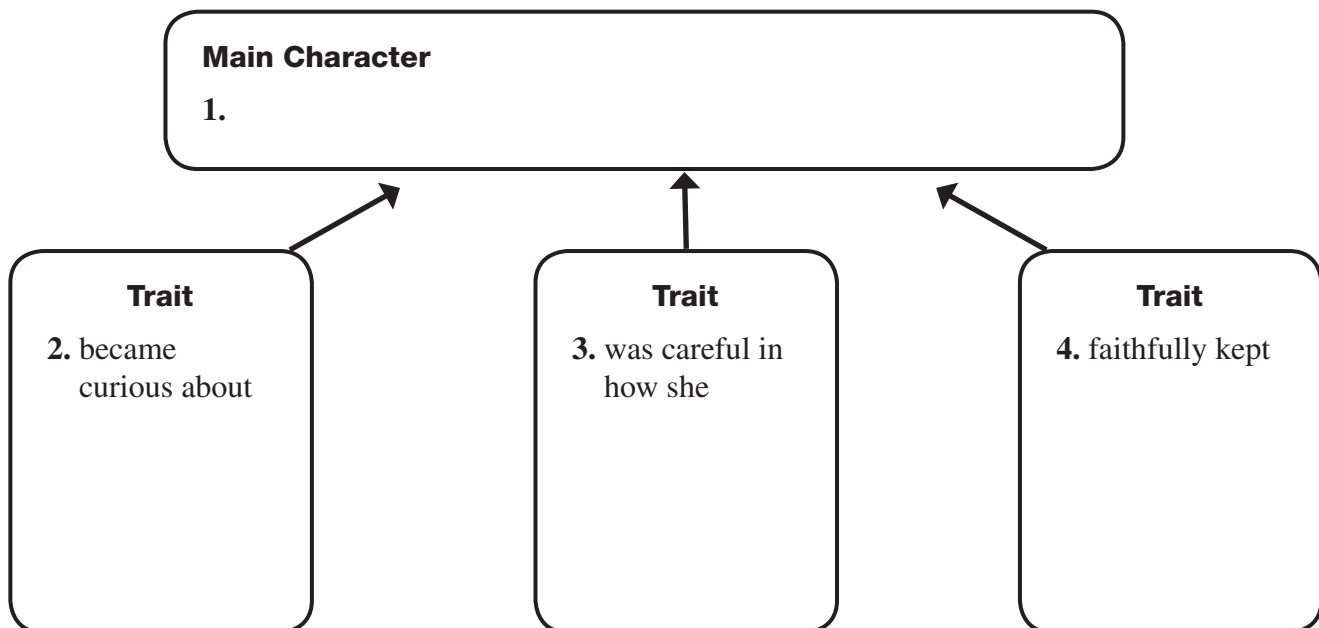 Main Character
1.
Trait
2. became
curious about
Trait
3. was careful in
how she
Trait
4. faithfully kept